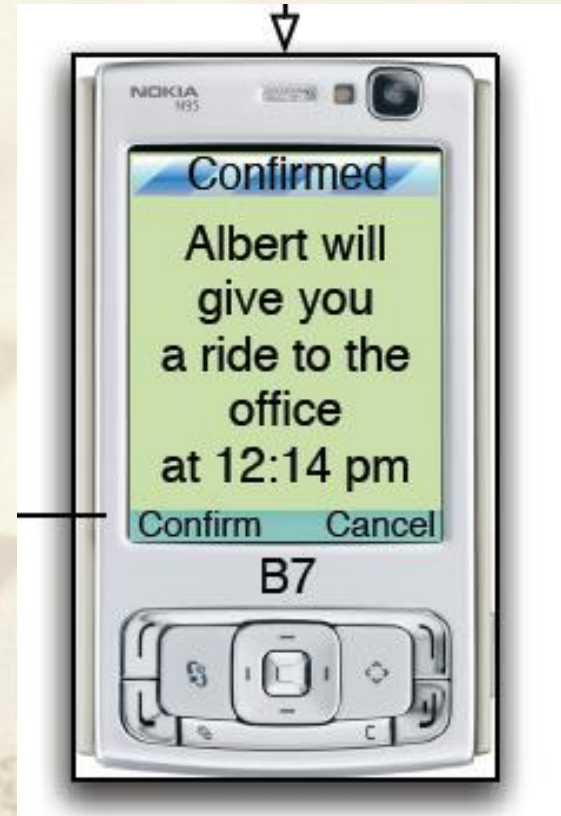 NOKIA
N95
Confirmed
Albert will
give you
a ride to the
office
at 12:14 pm
Confirm Cancel
B7
C